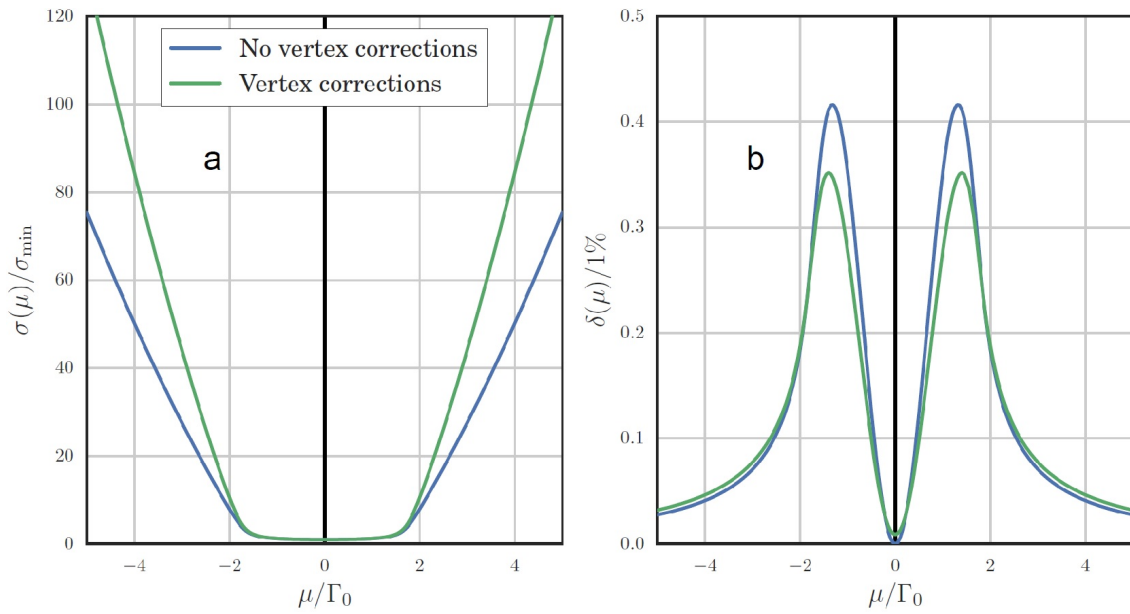 120
100
80
60
40
20
0
σ(μ)/σ_min
No vertex corrections
Vertex corrections
a
−4 −2 0 2 4
μ/Γ₀
0.5
0.4
0.3
0.2
0.1
0.0
δ(μ)/1%
b
−4 −2 0 2 4
μ/Γ₀